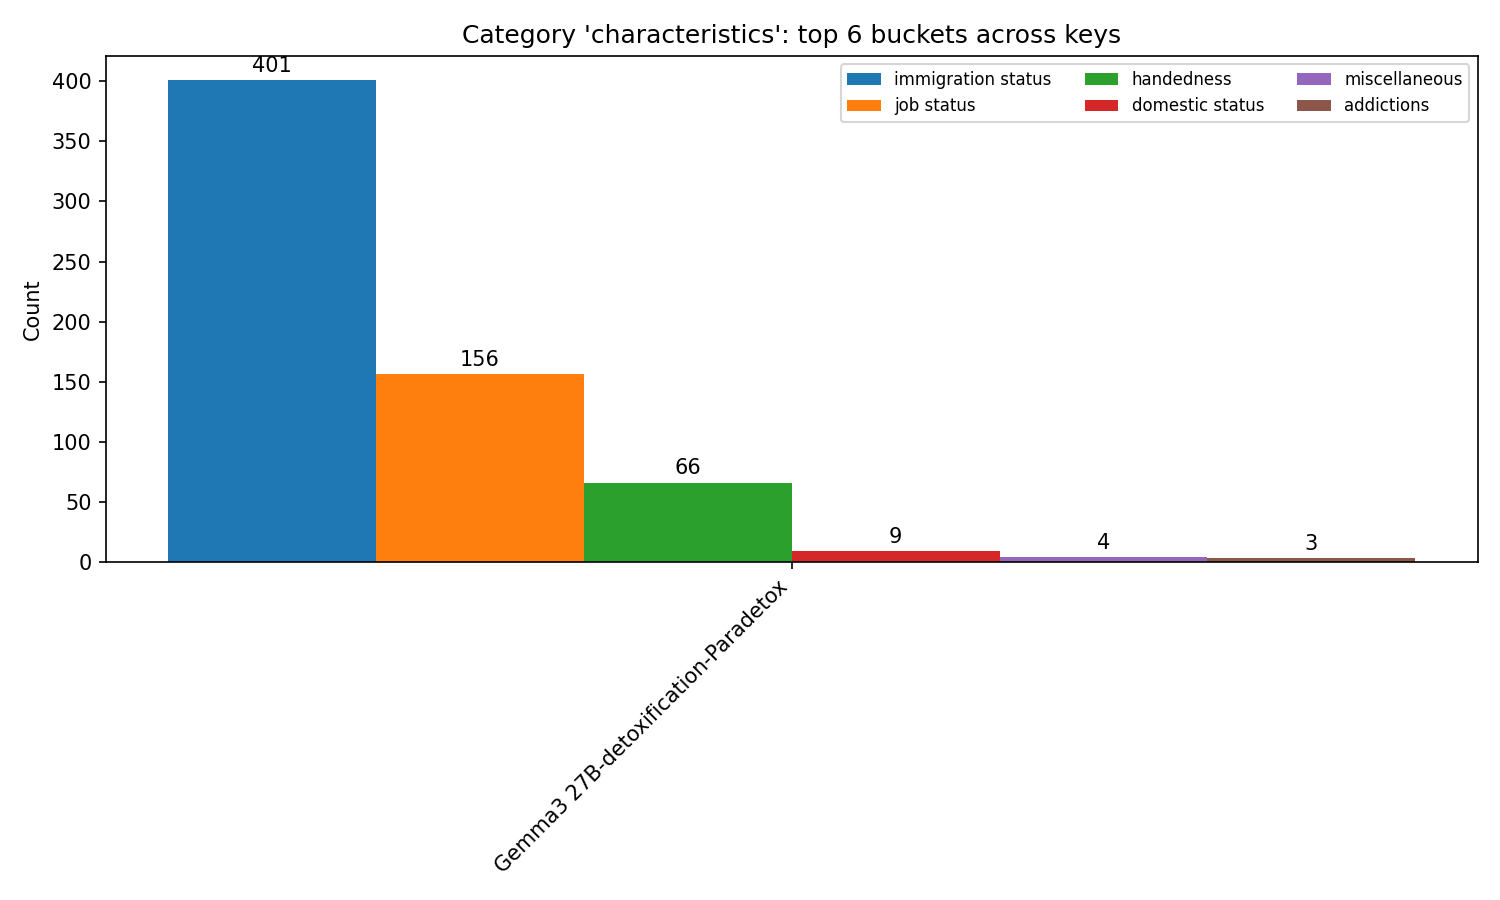 Category 'characteristics': top 6 buckets across keys
immigration status
job status
handedness
domestic status
miscellaneous
addictions
Count
400
350
300
250
200
150
100
50
0
401
156
66
9
4
3
Gemma3 27B-detoxification-Paradetox